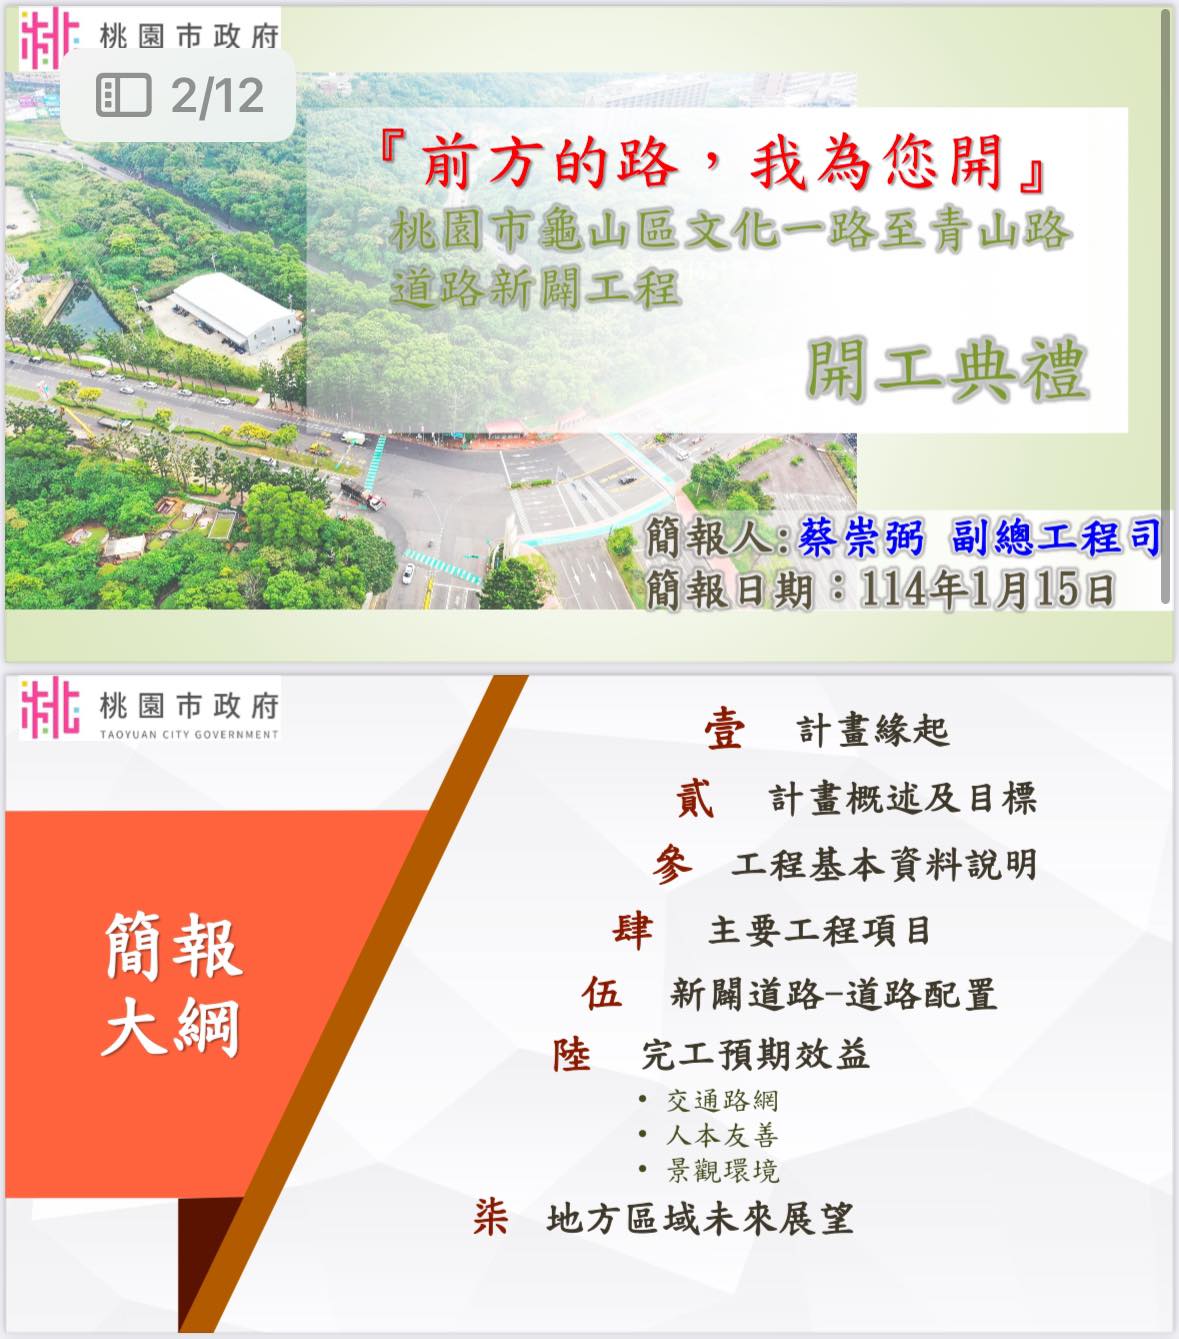 桃園市政府
2/12
『前方的路，我為您開』
桃園市龜山區文化一路至青山路
道路新闢工程
開工典禮
簡報人:蔡崇弼 副總工程司
簡報日期：114年1月15日
桃園市政府
TAOYUAN CITY GOVERNMENT
簡報
大綱
壹 計畫緣起
貳 計畫概述及目標
參 工程基本資料說明
肆 主要工程項目
伍 新闢道路-道路配置
陸 完工預期效益
• 交通路網
• 人本友善
• 景觀環境
柒 地方區域未來展望